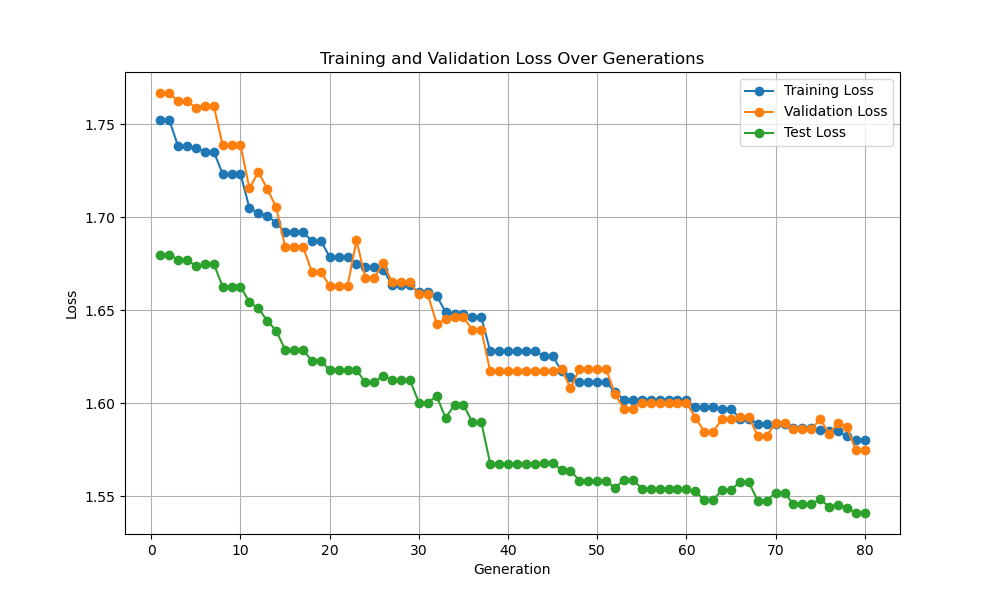 Training and Validation Loss Over Generations
Training Loss
Validation Loss
Test Loss
Loss
1.75
1.70
1.65
1.60
1.55
0 10 20 30 40 50 60 70 80
Generation